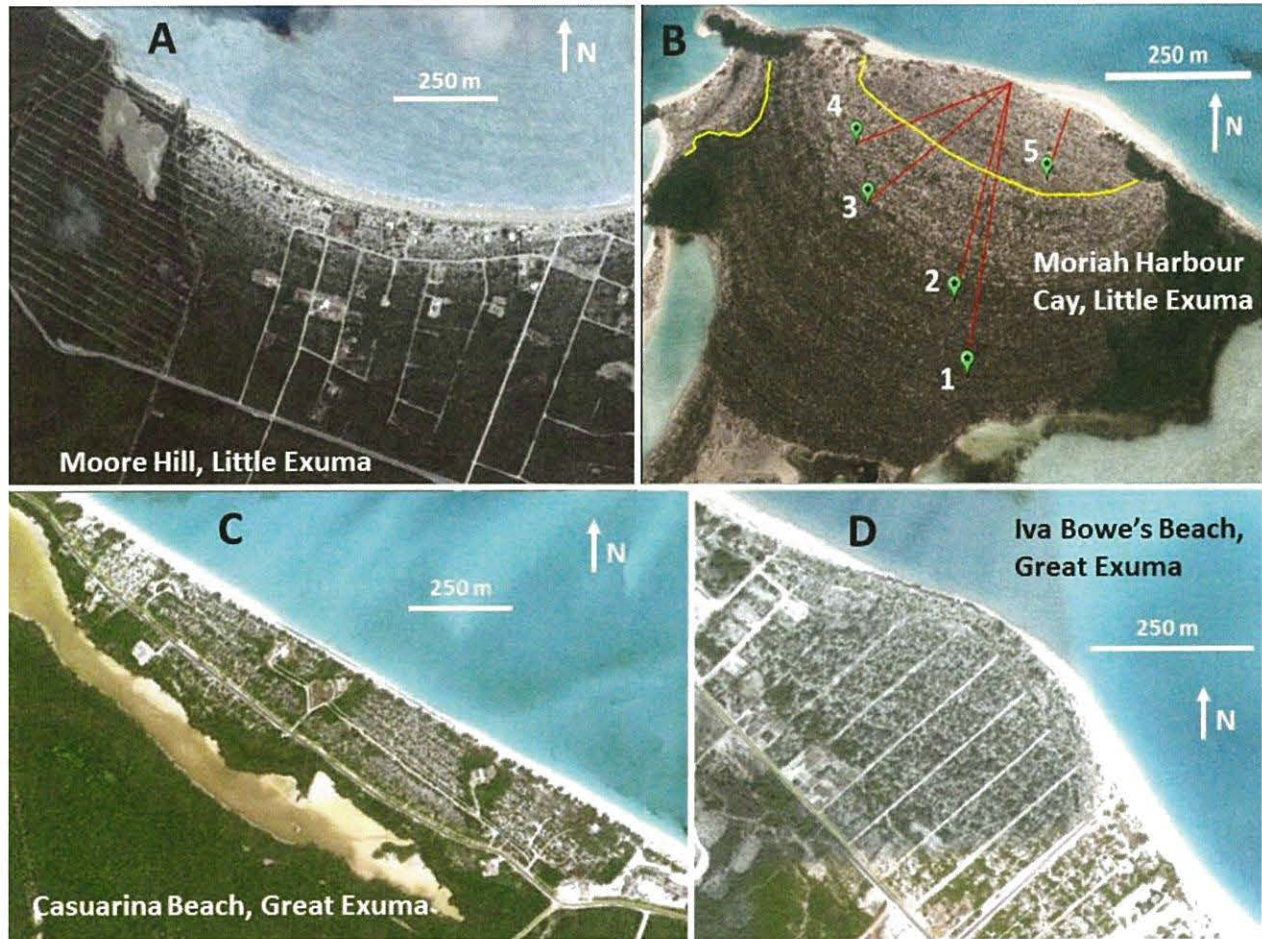 A
N
250 m
Moore Hill, Little Exuma
B
250 m
N
4
5
3
2
1
Moriah Harbour
Cay, Little Exuma
C
N
250 m
Casuarina Beach, Great Exuma
D
Iva Bowe's Beach,
Great Exuma
250 m
N